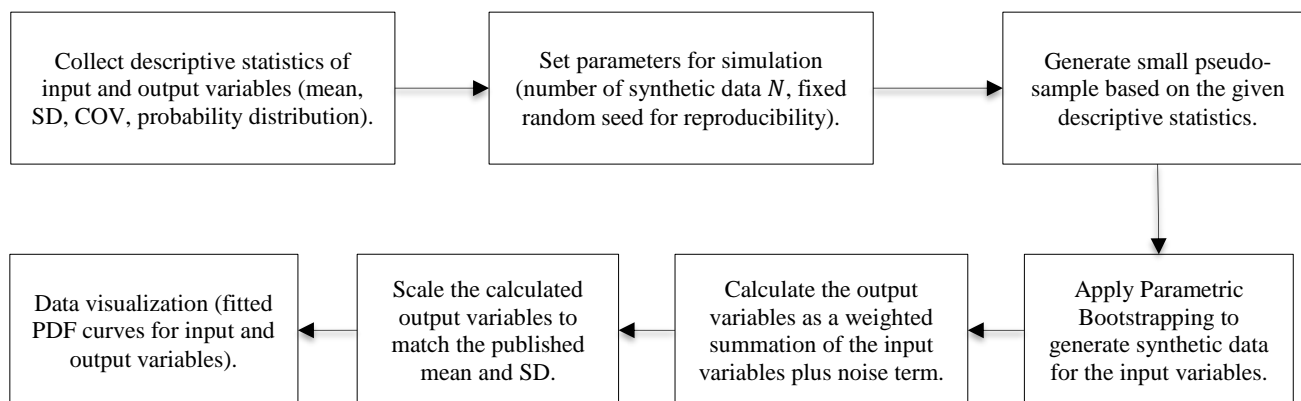 Collect descriptive statistics of
input and output variables (mean,
SD, COV, probability distribution).
Set parameters for simulation
(number of synthetic data N, fixed
random seed for reproducibility).
Generate small pseudo-
sample based on the given
descriptive statistics.
Apply Parametric
Bootstrapping to
generate synthetic data
for the input variables.
Calculate the output
variables as a weighted
summation of the input
variables plus noise term.
Scale the calculated
output variables to
match the published
mean and SD.
Data visualization (fitted
PDF curves for input and
output variables).